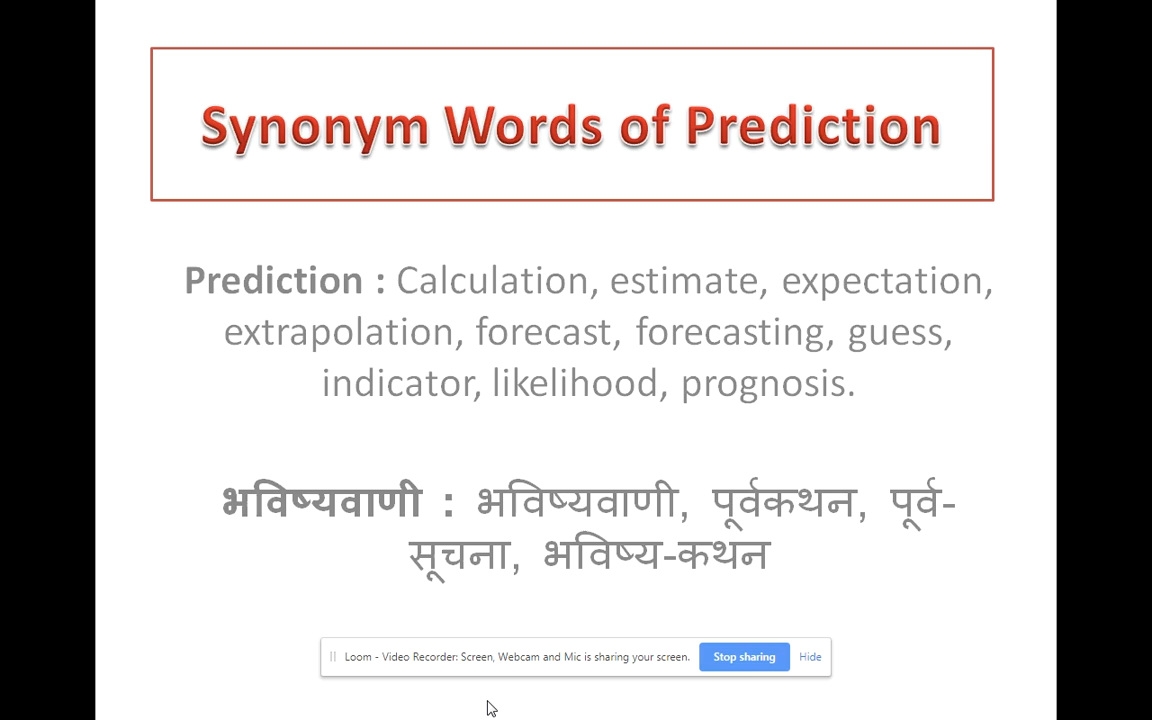 Synonym Words of Prediction
Prediction : Calculation, estimate, expectation,
extrapolation, forecast, forecasting, guess,
indicator, likelihood, prognosis.
भविष्यवाणी : भविष्यवाणी, पूर्वकथन, पूर्व-
सूचना, भविष्य-कथन
Loom - Video Recorder: Screen, Webcam and Mic is sharing your screen. Stop sharing Hide